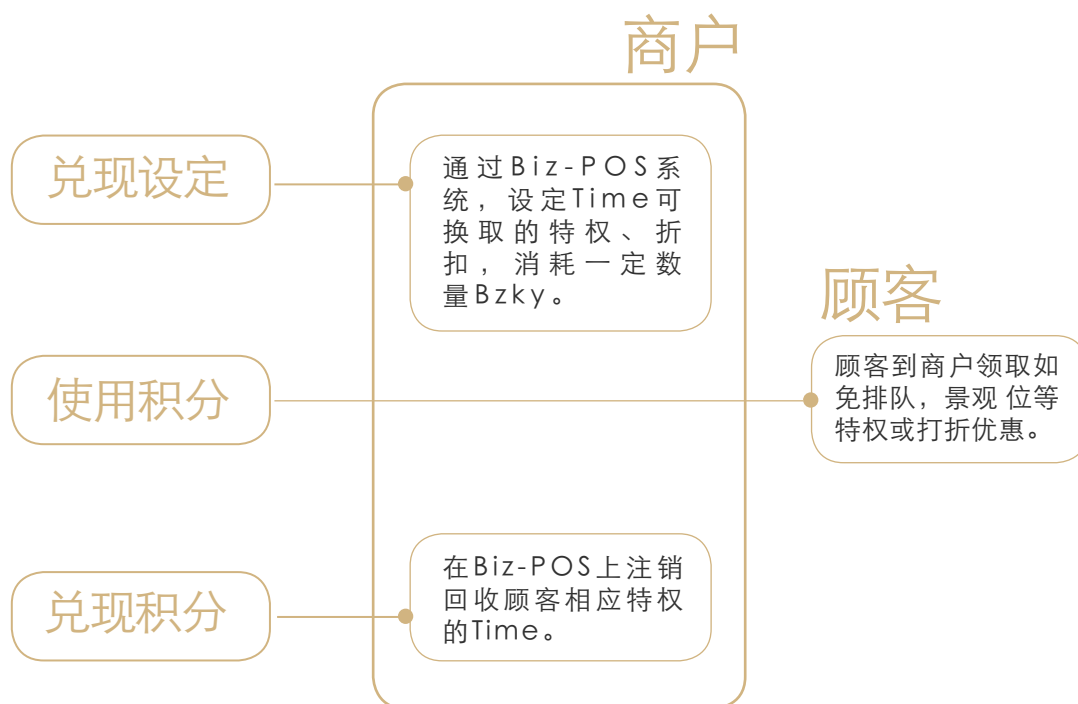 商户
兑现设定
通过Biz-POS系
统，设定Time可
换取的特权、折
扣，消耗一定数
量Bzky。
顾客
使用积分
顾客到商户领取如
免排队，景观 位等
特权或打折优惠。
兑现积分
在Biz-POS上注销
回收顾客相应特权
的Time。